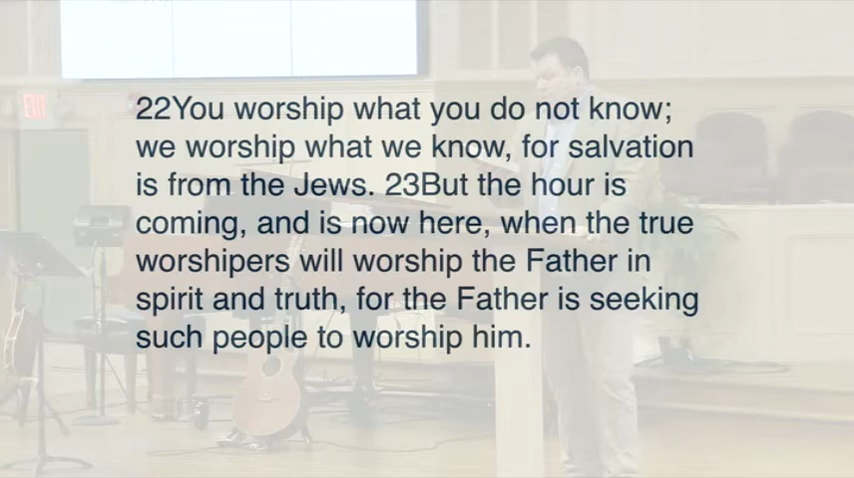 EXIT
22You worship what you do not know;
we worship what we know, for salvation
is from the Jews. 23But the hour is
coming, and is now here, when the true
worshipers will worship the Father in
spirit and truth, for the Father is seeking
such people to worship him.